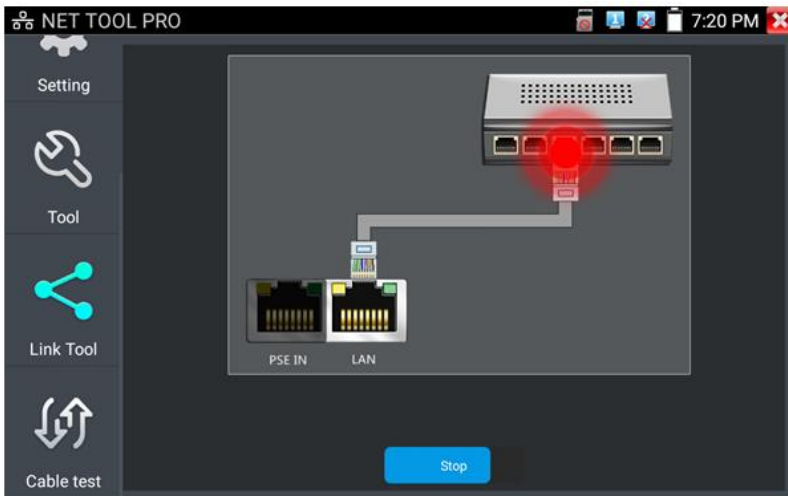 NET TOOL PRO
7:20 PM
Setting
Tool
Link Tool
Cable test
PSE IN
LAN
Stop